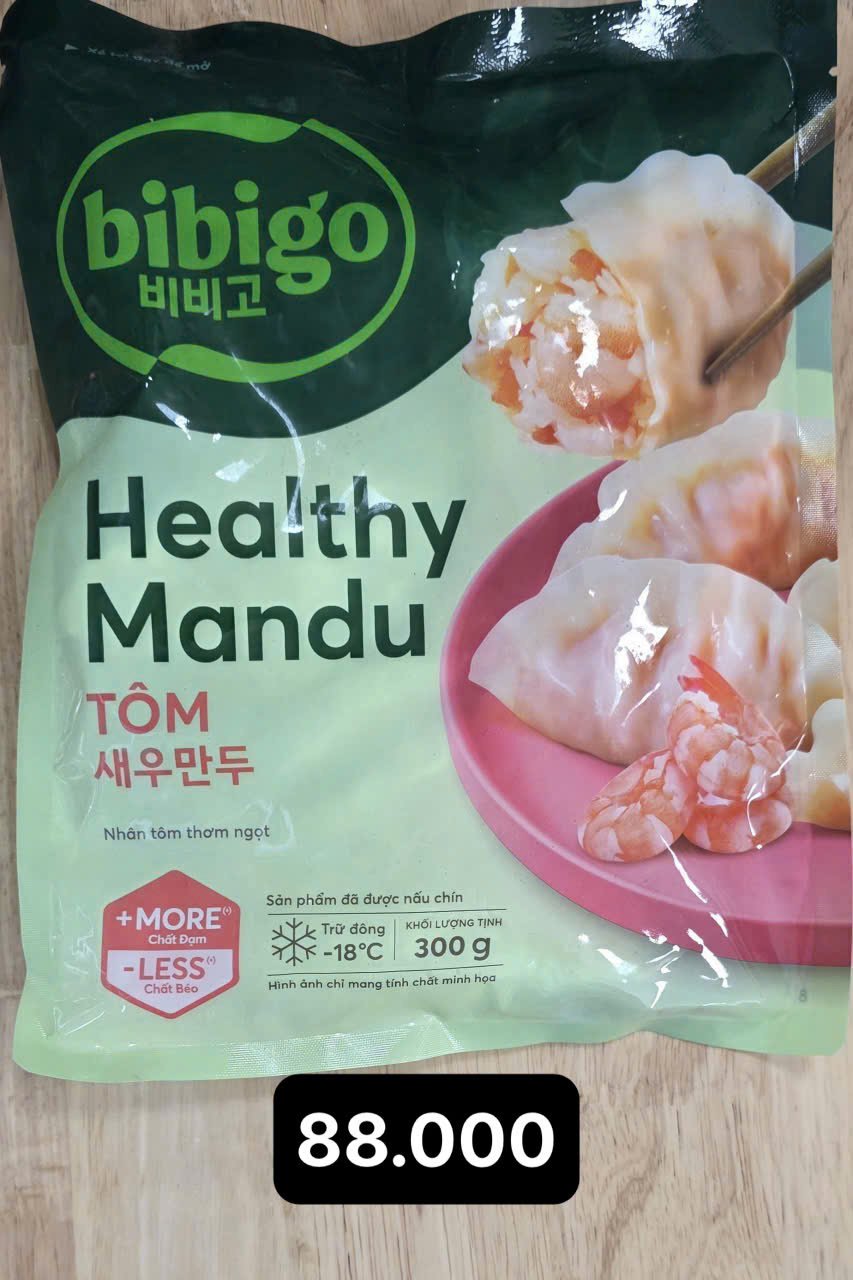 bibigo
비비고
Healthy
Mandu
TÔM
새우만두
Nhân tôm thơm ngọt
+MORE(*)
Chất Đạm
-LESS(*)
Chất Béo
Sản phẩm đã được nấu chín
Trữ đông
-18°C
KHỐI LƯỢNG TỊNH
300 g
Hình ảnh chỉ mang tính chất minh họa
88.000